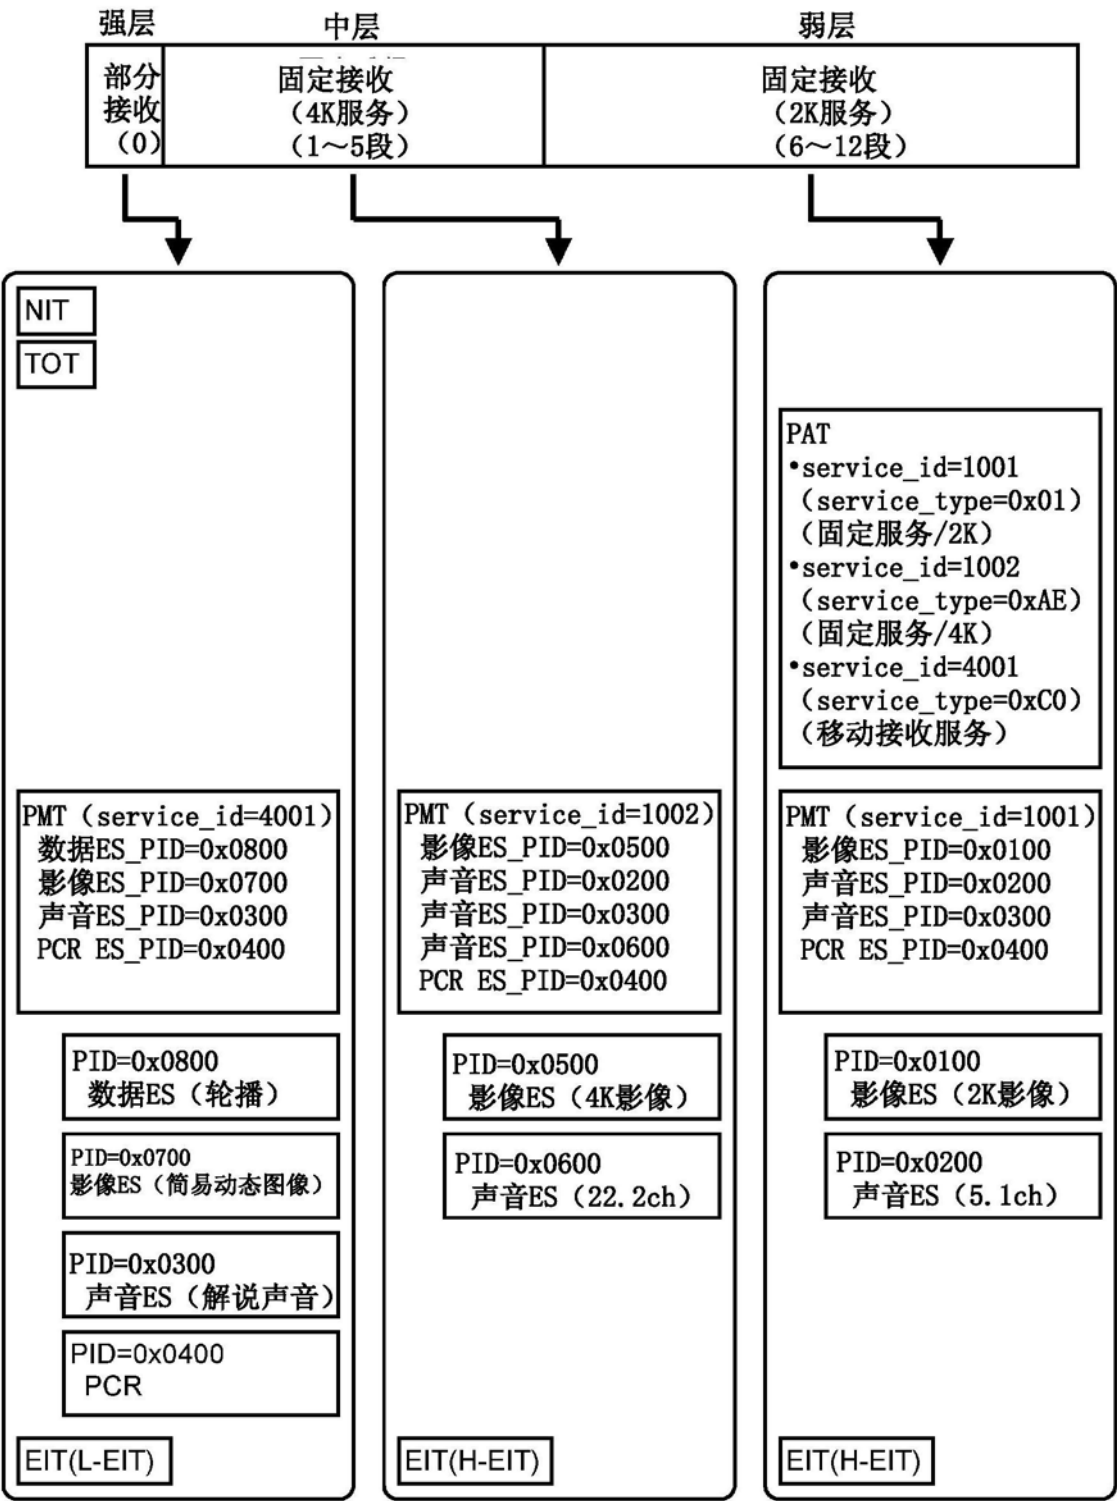 强层
中层
弱层
部分
接收
（0）
固定接收
（4K服务）
（1～5段）
固定接收
（2K服务）
（6～12段）
NIT
TOT
PMT（service_id=4001）
数据ES_PID=0x0800
影像ES_PID=0x0700
声音ES_PID=0x0300
PCR ES_PID=0x0400
PID=0x0800
数据ES（轮播）
PID=0x0700
影像ES（简易动态图像）
PID=0x0300
声音ES（解说声音）
PID=0x0400
PCR
EIT(L-EIT)
PMT（service_id=1002）
影像ES_PID=0x0500
声音ES_PID=0x0200
声音ES_PID=0x0300
声音ES_PID=0x0600
PCR ES_PID=0x0400
PID=0x0500
影像ES（4K影像）
PID=0x0600
声音ES（22.2ch）
EIT(H-EIT)
PAT
•service_id=1001
（service_type=0x01）
（固定服务/2K）
•service_id=1002
（service_type=0xAE）
（固定服务/4K）
•service_id=4001
（service_type=0xC0）
（移动接收服务）
PMT（service_id=1001）
影像ES_PID=0x0100
声音ES_PID=0x0200
声音ES_PID=0x0300
PCR ES_PID=0x0400
PID=0x0100
影像ES（2K影像）
PID=0x0200
声音ES（5.1ch）
EIT(H-EIT)